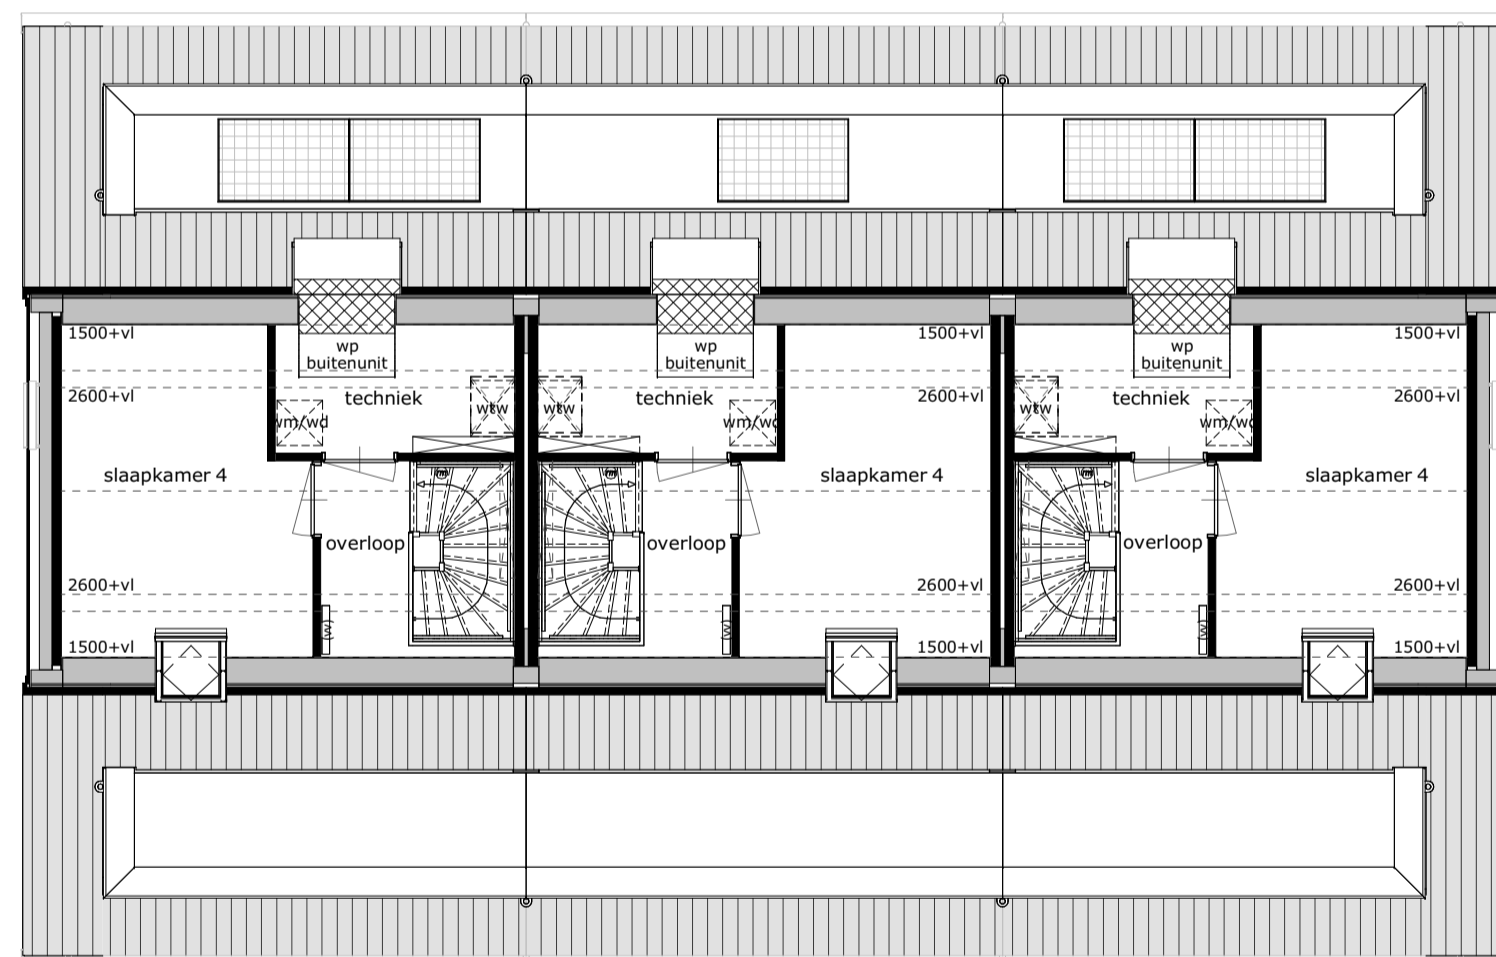 1500+vl
1500+vl
1500+vl
wp
buitenunit
wp
buitenunit
wp
buitenunit
2600+vl
techniek
techniek
2600+vl
techniek
2600+vl
wtw
wtw
wtw
wm/wd
wm/wd
wm/wd
slaapkamer 4
slaapkamer 4
slaapkamer 4
overloop
overloop
overloop
2600+vl
2600+vl
2600+vl
(w)
(w)
(w)
1500+vl
1500+vl
1500+vl